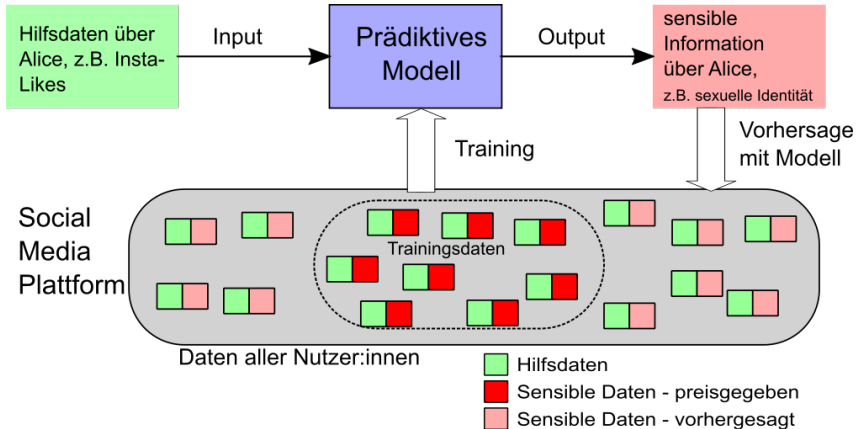 Hilfsdaten über
Alice, z.B. Insta-
Likes
Input
Prädiktives
Modell
Output
sensible
Information
über Alice,
z.B. sexuelle Identität
Training
Vorhersage
mit Modell
Social
Media
Plattform
Trainingsdaten
Daten aller Nutzer:innen
Hilfsdaten
Sensible Daten - preisgegeben
Sensible Daten - vorhergesagt